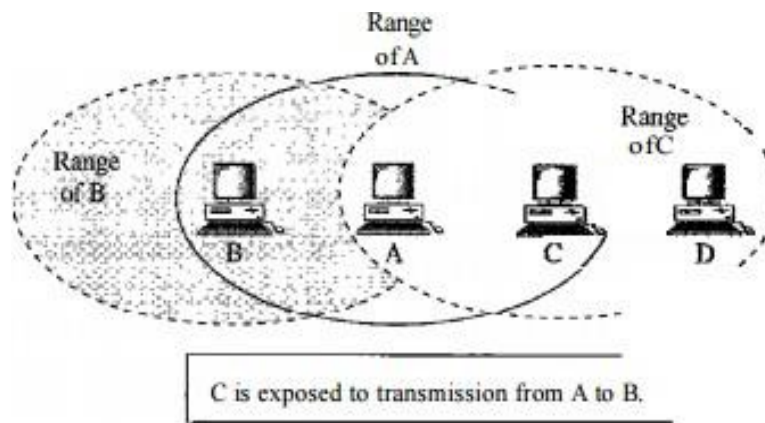 Range
of A
Range
of B
Range
of C
B
A
C
D
C is exposed to transmission from A to B.